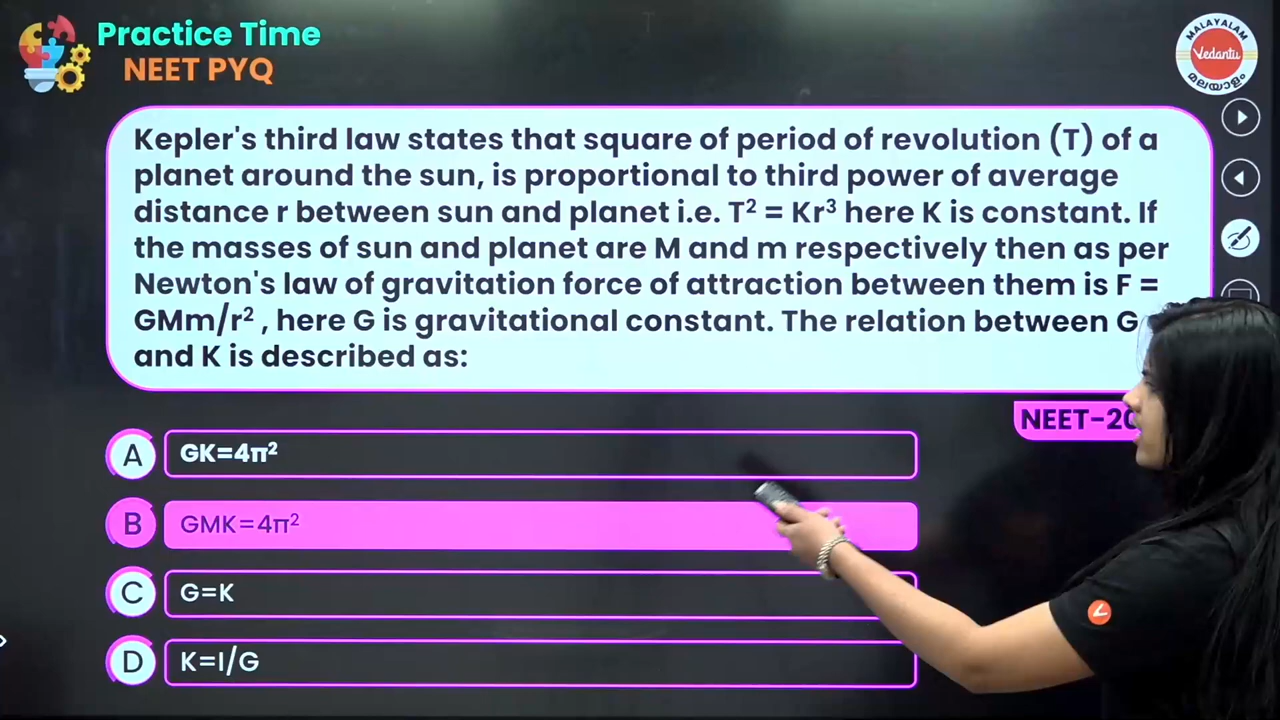 Practice Time
NEET PYQ
MALAYALAM
Vedantu
മലയാളം
Kepler's third law states that square of period of revolution (T) of a
planet around the sun, is proportional to third power of average
distance r between sun and planet i.e. T² = Kr³ here K is constant. If
the masses of sun and planet are M and m respectively then as per
Newton's law of gravitation force of attraction between them is F =
GMm/r² , here G is gravitational constant. The relation between G
and K is described as:
NEET-20
A GK=4π²
B GMK=4π²
C G=K
D K=I/G